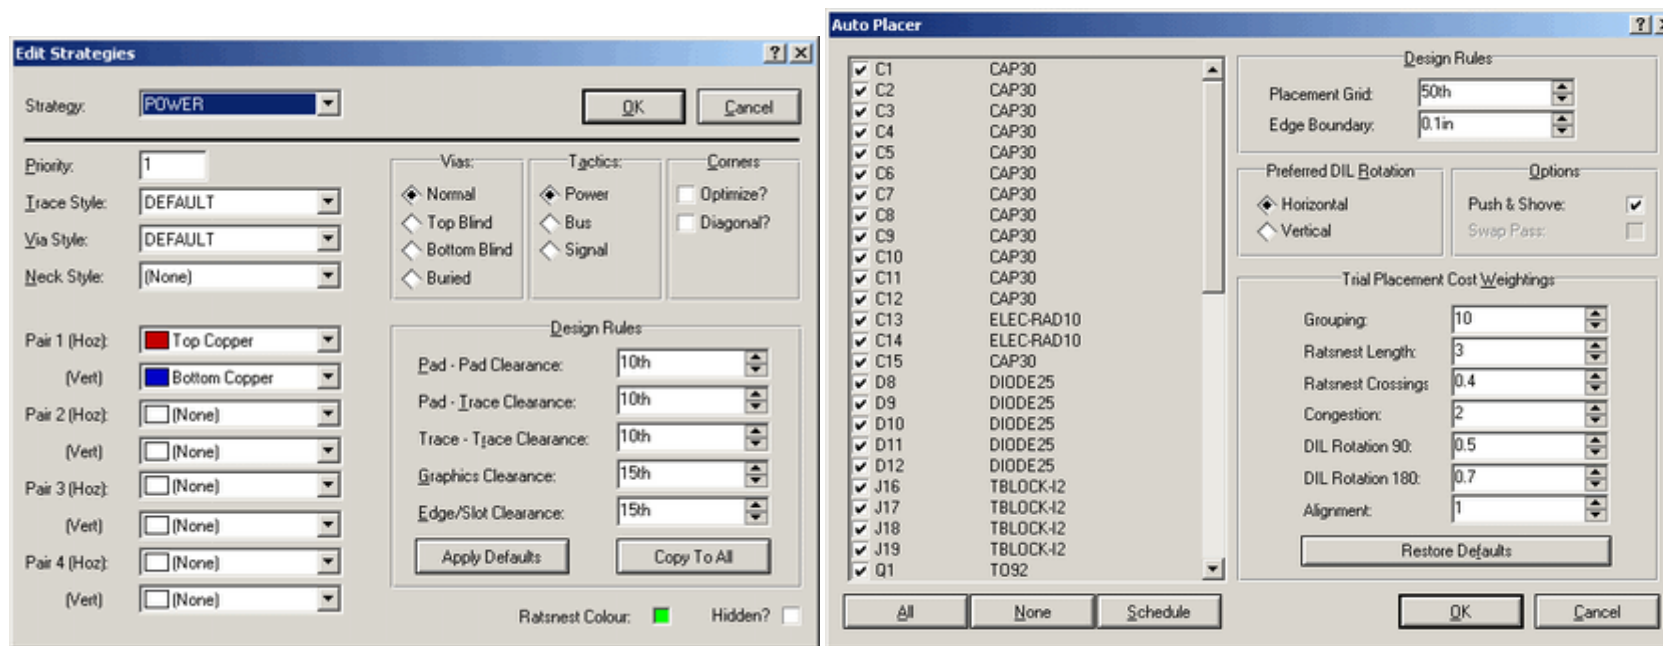 Edit Strategies
Strategy: POWER OK Cancel
Priority: 1
Trace Style: DEFAULT
Via Style: DEFAULT
Neck Style: (None)
Vias:
Normal
Top Blind
Bottom Blind
Buried
Tactics:
Power
Bus
Signal
Corners
Optimize?
Diagonal?
Pair 1 (Hoz): Top Copper
(Vert) Bottom Copper
Pair 2 (Hoz): (None)
(Vert) (None)
Pair 3 (Hoz): (None)
(Vert) (None)
Pair 4 (Hoz): (None)
(Vert) (None)
Design Rules
Pad - Pad Clearance: 10th
Pad - Trace Clearance: 10th
Trace - Trace Clearance: 10th
Graphics Clearance: 15th
Edge/Slot Clearance: 15th
Apply Defaults Copy To All
Ratsnest Colour: Hidden?
Auto Placer
C1 CAP30
C2 CAP30
C3 CAP30
C4 CAP30
C5 CAP30
C6 CAP30
C7 CAP30
C8 CAP30
C9 CAP30
C10 CAP30
C11 CAP30
C12 CAP30
C13 ELEC-RAD10
C14 ELEC-RAD10
C15 CAP30
D8 DIODE25
D9 DIODE25
D10 DIODE25
D11 DIODE25
D12 DIODE25
J16 TBLOCK-I2
J17 TBLOCK-I2
J18 TBLOCK-I2
J19 TBLOCK-I2
Q1 TO92
All None Schedule
Design Rules
Placement Grid: 50th
Edge Boundary: 0.1in
Preferred DIL Rotation
Horizontal
Vertical
Options
Push & Shove:
Swap Pass:
Trial Placement Cost Weightings
Grouping: 10
Ratsnest Length: 3
Ratsnest Crossings 0.4
Congestion: 2
DIL Rotation 90: 0.5
DIL Rotation 180: 0.7
Alignment: 1
Restore Defaults
OK Cancel